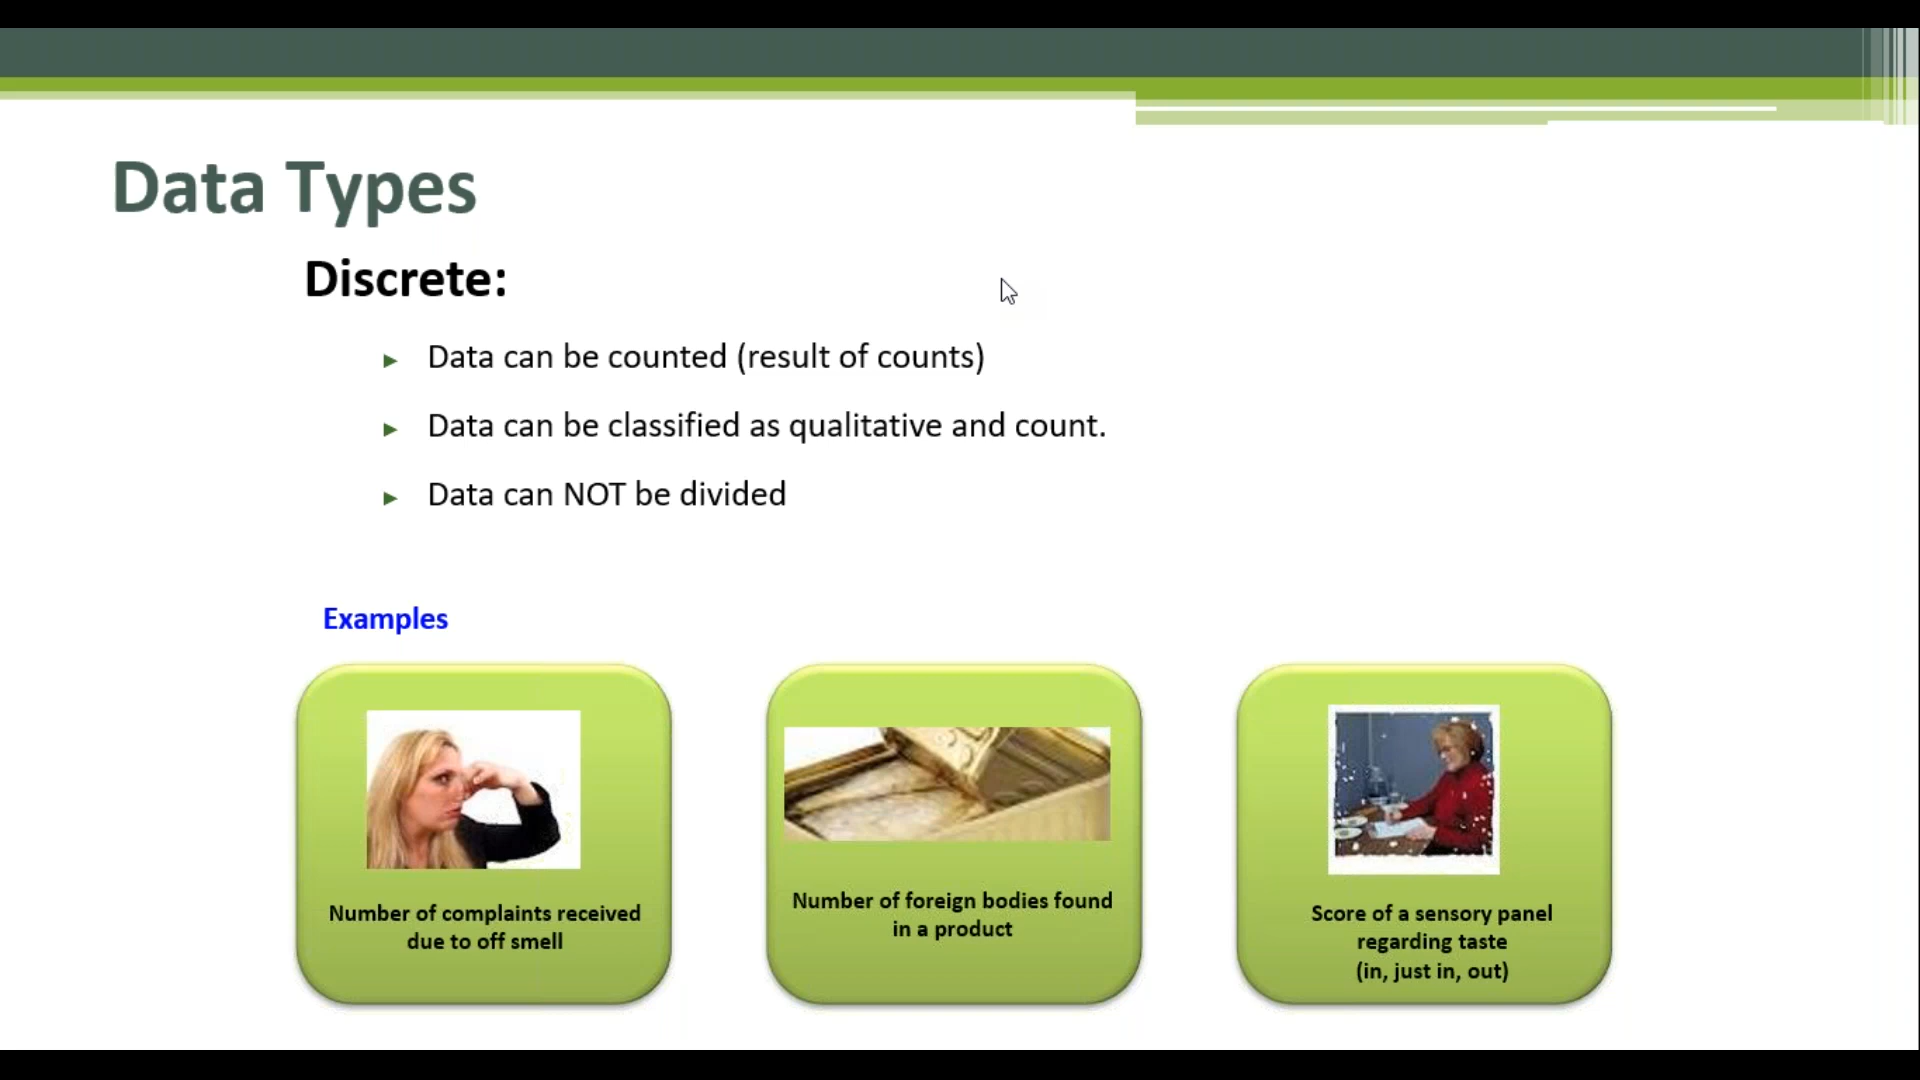 Data Types
Discrete:
Data can be counted (result of counts)
Data can be classified as qualitative and count.
Data can NOT be divided
Examples
Number of complaints received
due to off smell
Number of foreign bodies found
in a product
Score of a sensory panel
regarding taste
(in, just in, out)